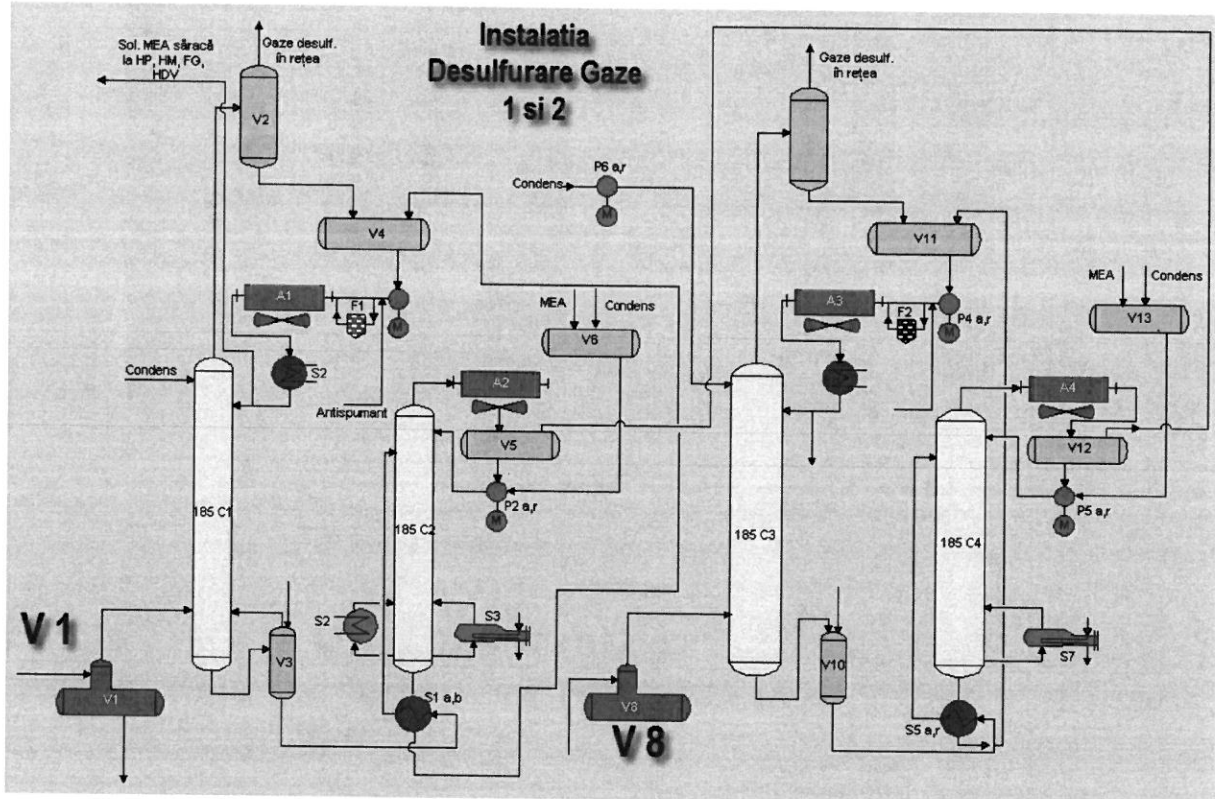 Instalatia
Desulfurare Gaze
1 si 2
Sol. MEA săracă
la HP, HM, FG,
HDV
Gaze desulf.
în rețea
V2
V4
A1
F1
M
S2
Condens
Antispumant
185 C1
V 1
V1
V3
P6 a,r
Condens
M
MEA
Condens
V6
A2
V5
P2 a,r
M
185 C2
S2
S3
S1 a,b
Gaze desulf.
în rețea
V11
A3
F2
P4 a,r
M
MEA
Condens
V13
A4
V12
P5 a,r
M
185 C3
185 C4
V10
S7
V8
V 8
S5 a,r